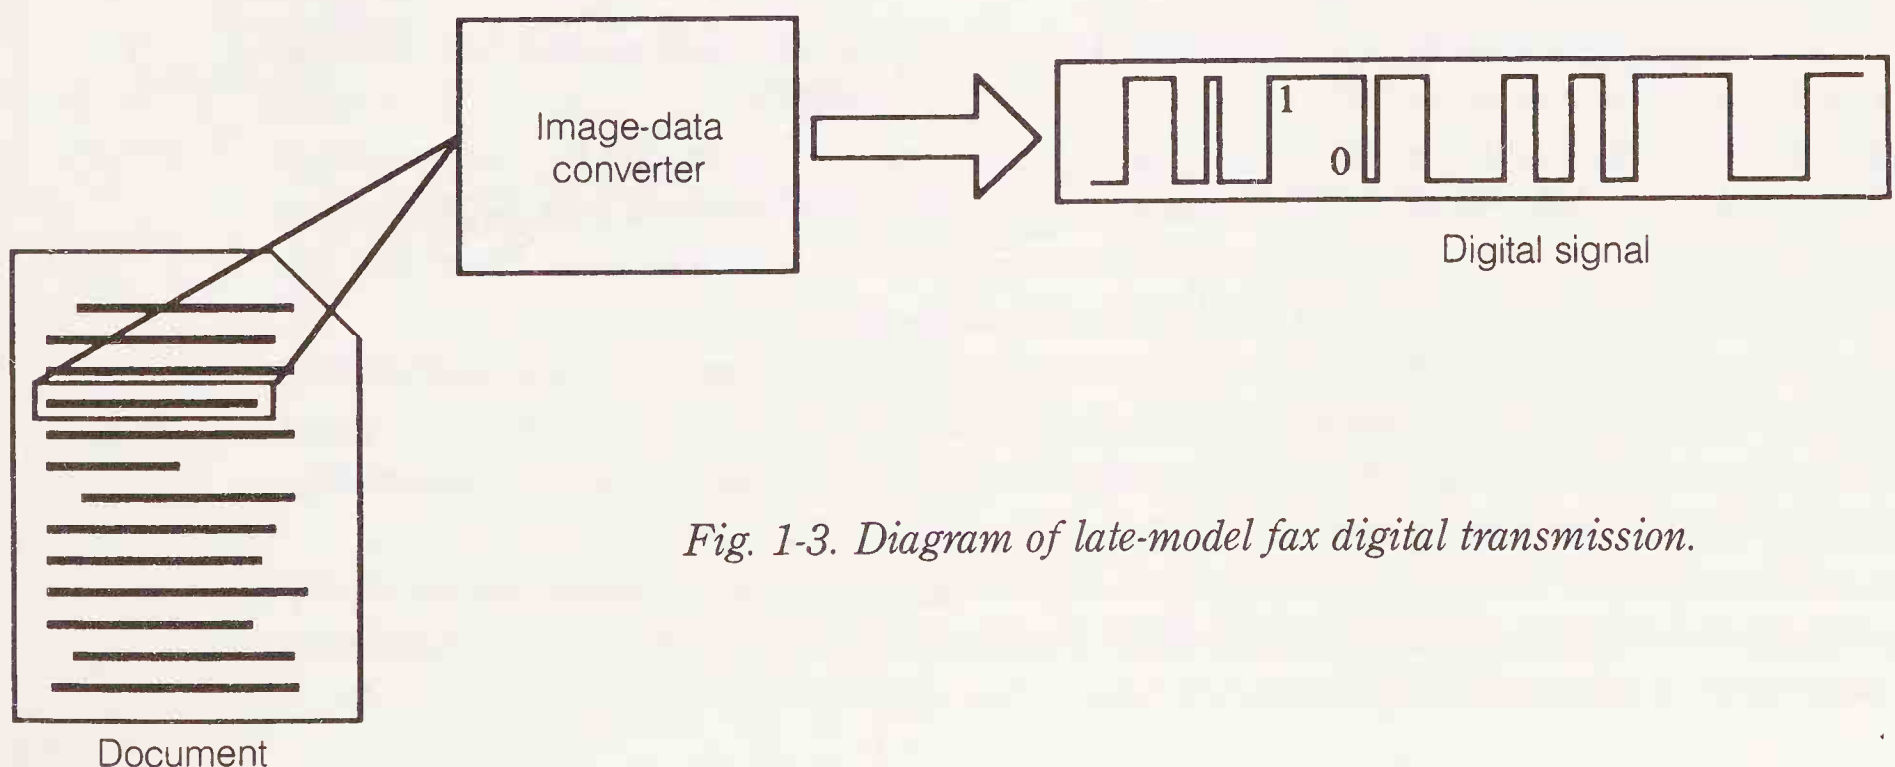 Image-data
converter
1
0
Digital signal
Fig. 1-3. Diagram of late-model fax digital transmission.
Document